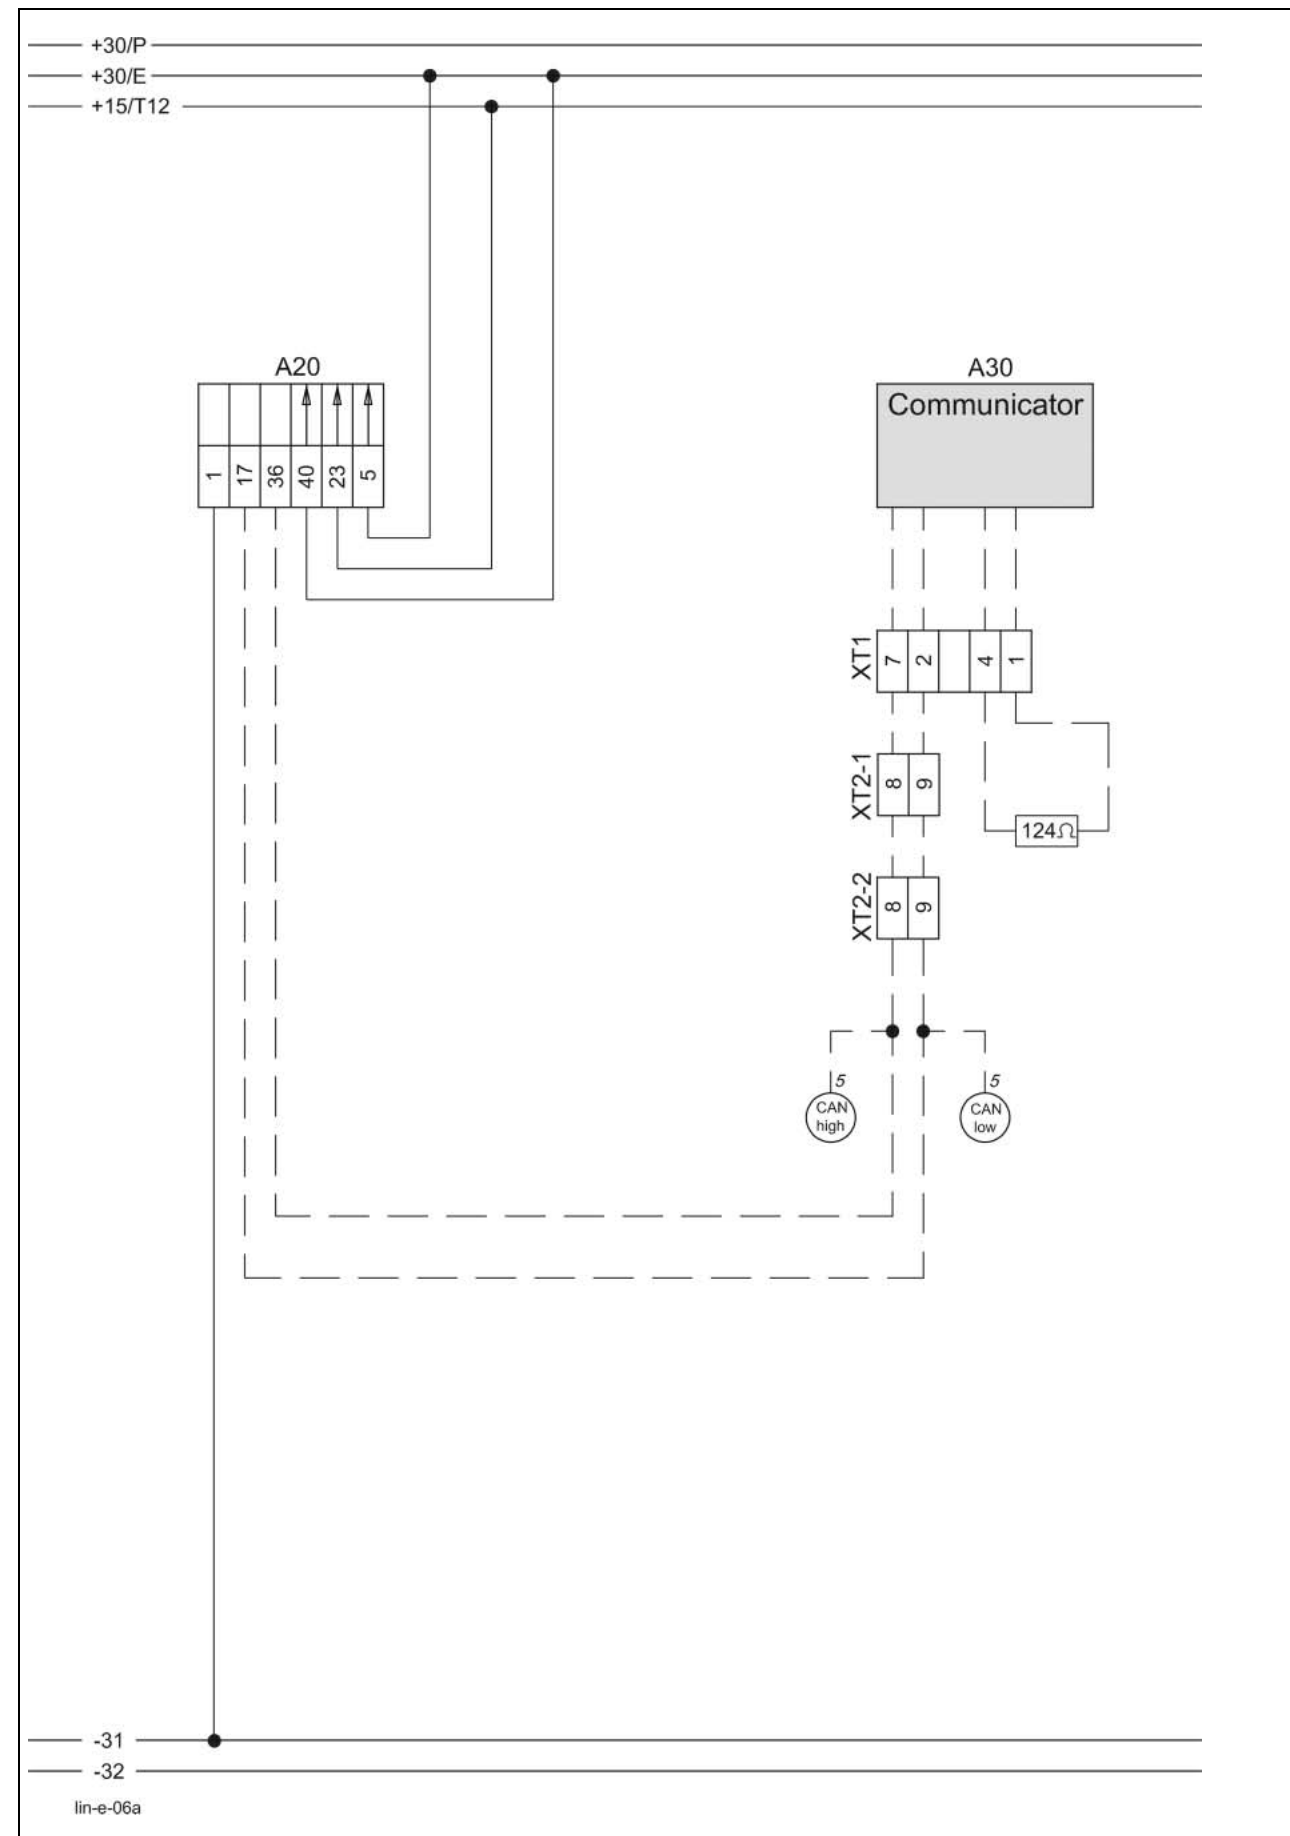 +30/P
+30/E
+15/T12
A20
A30
Communicator
1
17
36
40
23
5
XT1
7
2
4
1
XT2-1
8
9
124Ω
XT2-2
8
9
5
5
CAN
high
CAN
low
-31
-32
lin-e-06a